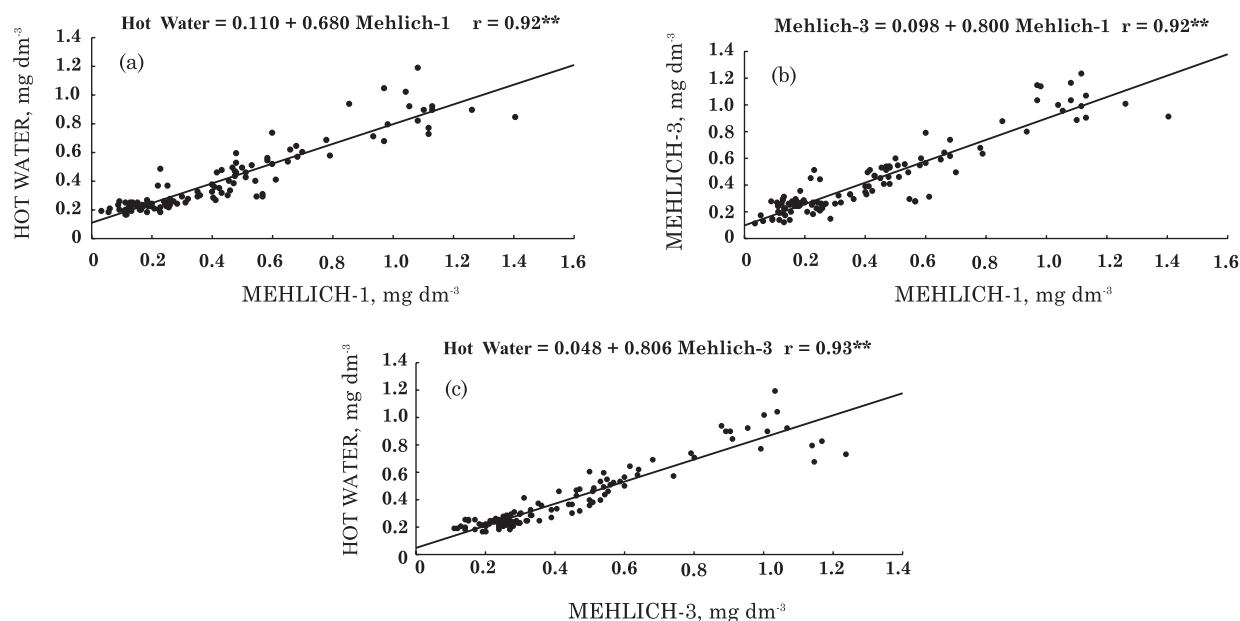 Hot Water = 0.110 + 0.680 Mehlich-1 r = 0.92**
(a)
HOT WATER, mg dm-3
1.4
1.2
1.0
0.8
0.6
0.4
0.2
0
0 0.2 0.4 0.6 0.8 1.0 1.2 1.4 1.6
MEHLICH-1, mg dm-3
Mehlich-3 = 0.098 + 0.800 Mehlich-1 r = 0.92**
(b)
MEHLICH-3, mg dm-3
1.4
1.2
1.0
0.8
0.6
0.4
0.2
0
0 0.2 0.4 0.6 0.8 1.0 1.2 1.4 1.6
MEHLICH-1, mg dm-3
Hot Water = 0.048 + 0.806 Mehlich-3 r = 0.93**
(c)
HOT WATER, mg dm-3
1.4
1.2
1.0
0.8
0.6
0.4
0.2
0
0 0.2 0.4 0.6 0.8 1.0 1.2 1.4
MEHLICH-3, mg dm-3